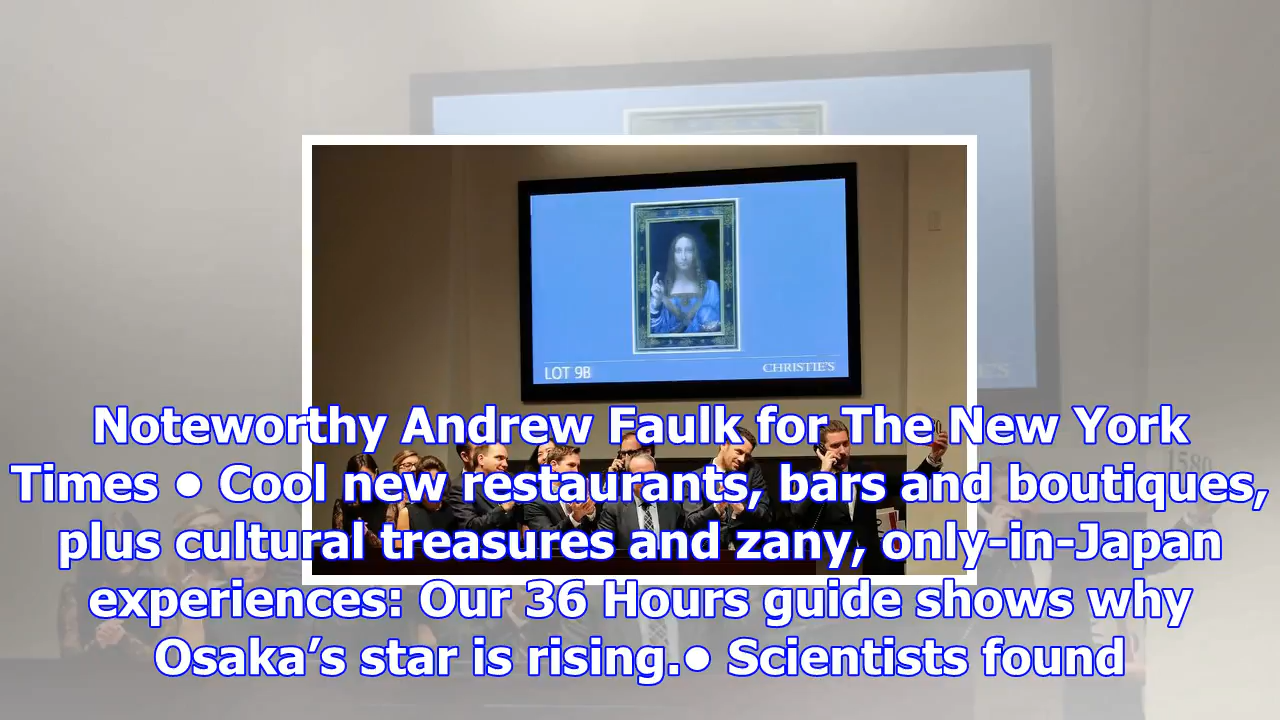 LOT 9B
CHRISTIE'S
Noteworthy Andrew Faulk for The New York
Times • Cool new restaurants, bars and boutiques,
plus cultural treasures and zany, only-in-Japan
experiences: Our 36 Hours guide shows why
Osaka’s star is rising.• Scientists found
1580